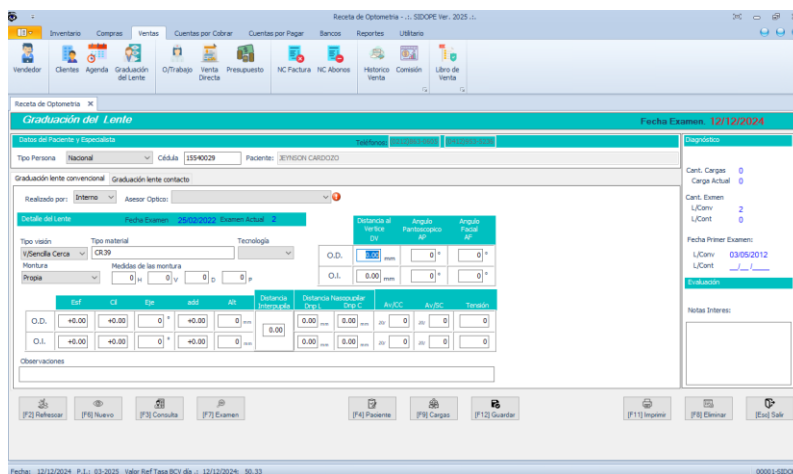 Receta de Optometria - .:. SIDOPE Ver. 2025 .:.
Inventario Compras Ventas Cuentas por Cobrar Cuentas por Pagar Bancos Reportes Utilitario
Vendedor Clientes Agenda Graduación del Lente O/Trabajo Venta Directa Presupuesto NC Factura NC Abonos Historico Venta Comisión Libro de Venta
Receta de Optometria X
Graduación del Lente Fecha Examen. 12/12/2024
Datos del Paciente y Especialista Teléfonos: Diagnóstico
Tipo Persona Nacional Cédula 15540029 Paciente: JEYNSON CARDOZO
Cant. Cargas 0
Carga Actual 0
Graduación lente convencional Graduación lente contacto
Cant. Exmen
Realizado por: Interno Asesor Optico:
L/Conv 2
L/Cont 0
Detalle del Lente Fecha Examen 25/02/2022 Examen Actual 2
Distancia al Vertice DV Angulo Pantoscopico AP Angulo Facial AF
Fecha Primer Examen:
Tipo visión Tipo material Tecnología
L/Conv 03/05/2012
V/Sencilla Cerca CR39
O.D. 0.00 mm 0 ° 0 °
L/Cont __/__/____
Montura Medidas de las montura
Propia 0 H 0 V 0 D 0 P
O.I. 0.00 mm 0 ° 0 °
Evaluación
Esf Cil Eje add Alt Distancia Interpupila Distancia Nasopupilar Dnp L Dnp C Av/CC Av/SC Tensión
Notas Interes:
O.D. +0.00 +0.00 0 ° +0.00 0 mm 0.00 0.00 mm 0.00 mm 20/ 0 20/ 0 0
O.I. +0.00 +0.00 0 ° +0.00 0 mm 0.00 mm 0.00 mm 20/ 0 20/ 0 0
Observaciones
[F2] Refrescar [F6] Nuevo [F3] Consulta [F7] Examen [F4] Pasiente [F9] Cargas [F12] Guardar [F11] Imprimir [F8] Eliminar [Esc] Salir
Fecha: 12/12/2024 P.I.: 03-2025 Valor Ref Tasa BCV día .: 12/12/2024: 50.33 00001-SIDO